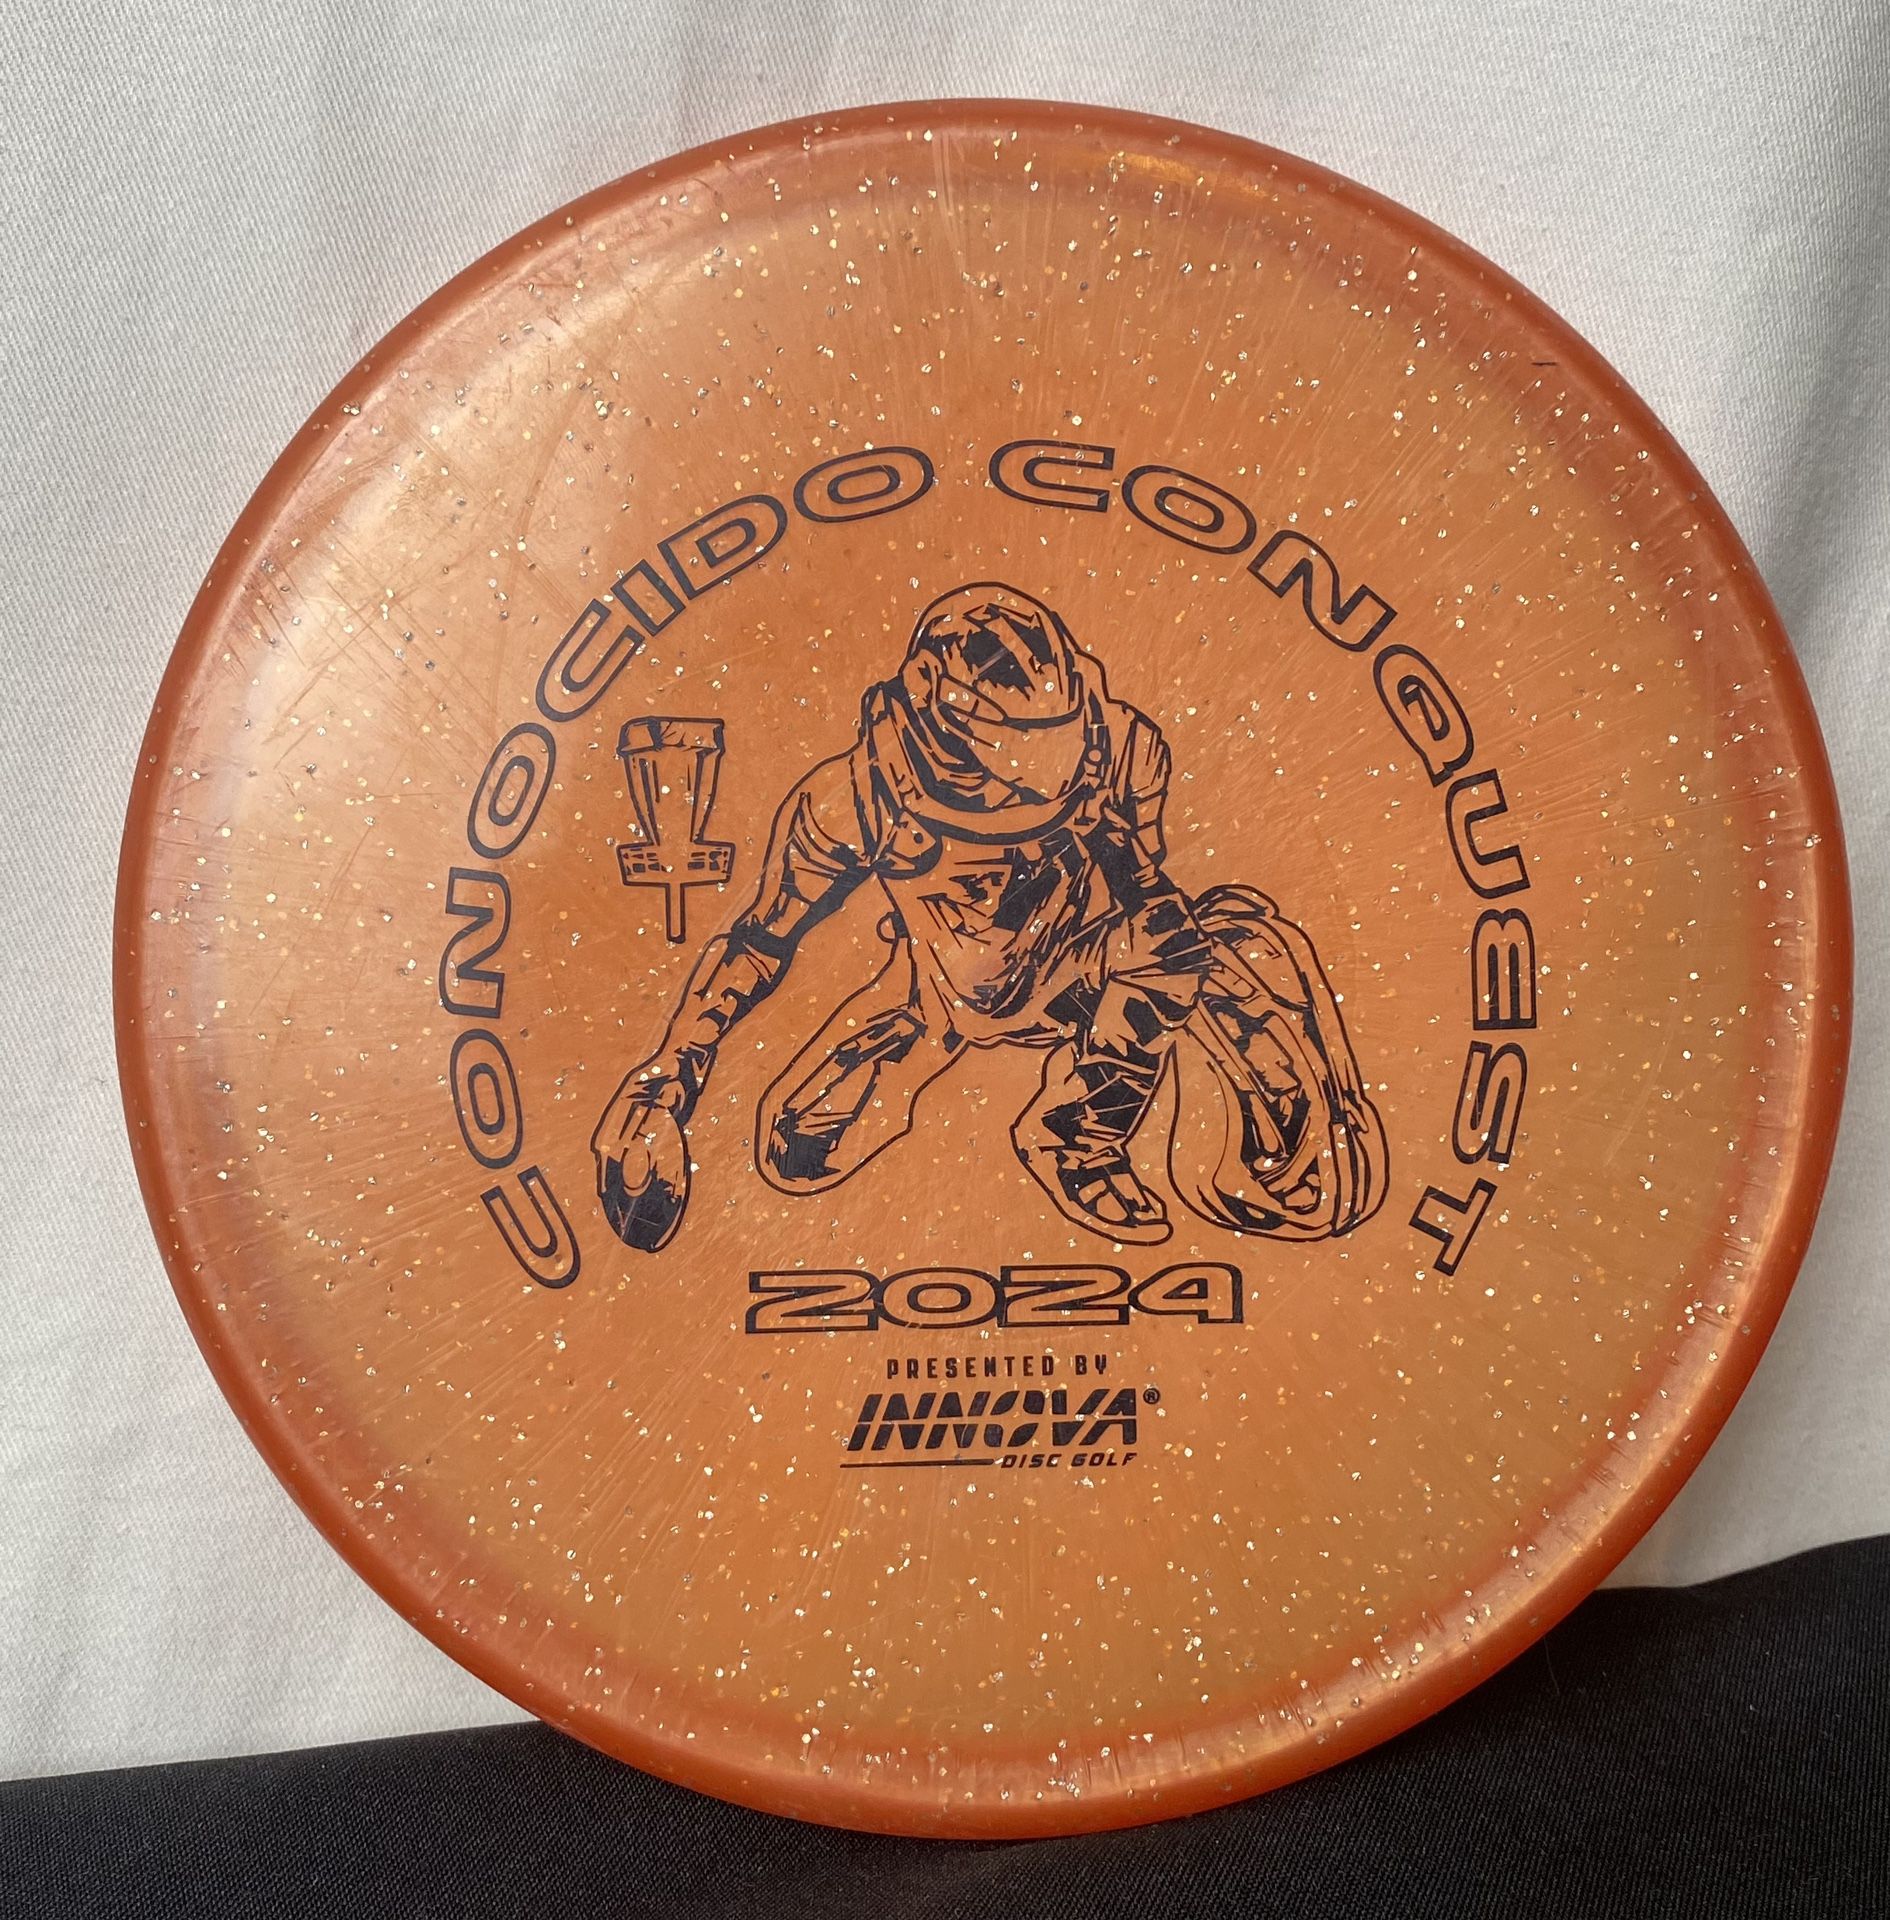 CONOCIDO CONQUEST
2024
PRESENTED BY
INNOVA®
DISC GOLF